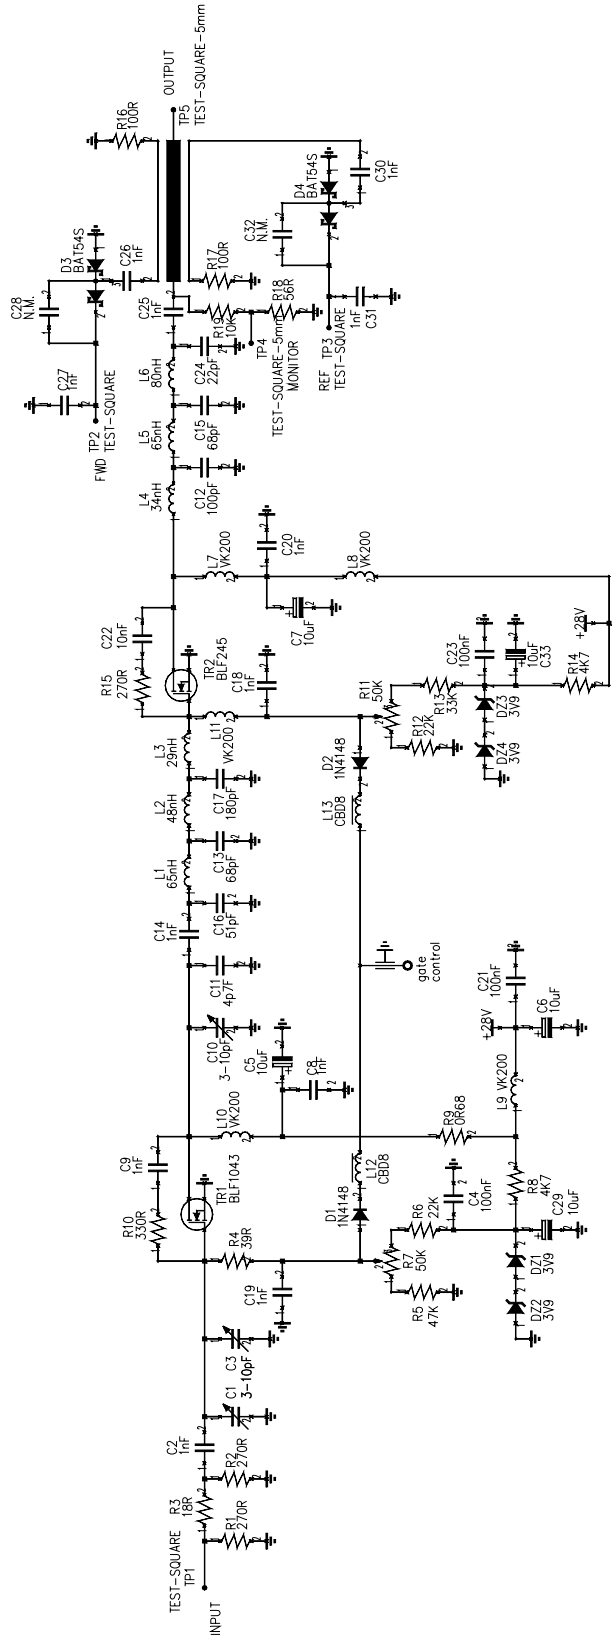 INPUT
TP1
TEST-SQUARE
R1
270R
R3
18R
R2
270R
C2
1nF
C1
3-10pF
C3
C19
1nF
R4
39R
R10
330R
C9
1nF
TR1
BLF1043
R5
47K
R7
50K
R6
22K
D1
1N4148
L12
CBD8
DZ2
3V9
DZ1
3V9
C29
10uF
R8
4K7
C4
100nF
R9
0R68
L9 VK200
+28V
C6
10uF
C21
100nF
L10
VK200
C5
10uF
C8
1nF
C10
3-10pF
C11
4p7F
C14
1nF
C16
51pF
L1
65nH
C13
68pF
L2
48nH
C17
180pF
L3
29nH
gate
control
L13
CBD8
D2
1N4148
L11
VK200
C18
1nF
R15
270R
C22
10nF
TR2
BLF245
R11
50K
R12
22K
R13
33K
DZ4
3V9
DZ3
3V9
C23
100nF
10uF
C33
R14
4K7
+28V
C7
10uF
L7
VK200
C20
1nF
L8
VK200
L4
34nH
C12
100pF
L5
65nH
C15
68pF
L6
80nH
C24
22pF
C25
1nF
FWD
TP2
TEST-SQUARE
C27
1nF
C28
N.M.
D3
BAT54S
C26
1nF
R16
100R
OUTPUT
TP5
TEST-SQUARE-5mm
R19
10K
R17
100R
R18
56R
TP4
TEST-SQUARE-5mm
MONITOR
REF
TP3
TEST-SQUARE
1nF
C31
C32
N.M.
D4
BAT54S
C30
1nF